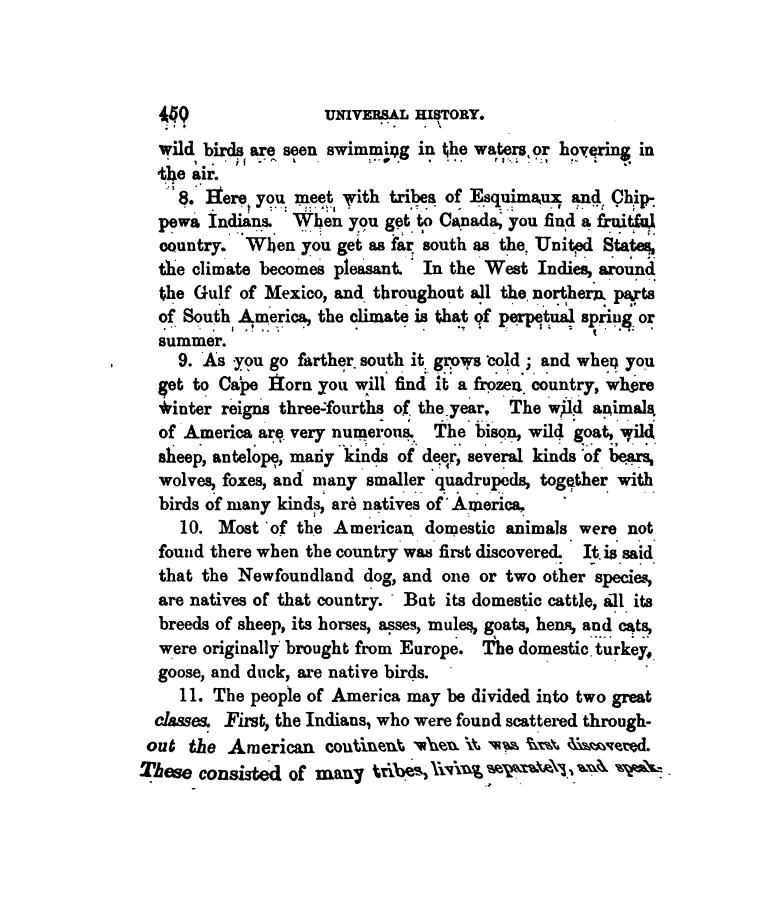 450 UNIVERSAL HISTORY.
wild birds are seen swimming in the waters or hovering in
the air.
8. Here you meet with tribes of Esquimaux and Chip-
pewa Indians. When you get to Canada, you find a fruitful
country. When you get as far south as the United States,
the climate becomes pleasant. In the West Indies, around
the Gulf of Mexico, and throughout all the northern parts
of South America, the climate is that of perpetual spring or
summer.
9. As you go farther south it grows cold; and when you
get to Cape Horn you will find it a frozen country, where
winter reigns three-fourths of the year. The wild animals
of America are very numerous. The bison, wild goat, wild
sheep, antelope, many kinds of deer, several kinds of bears,
wolves, foxes, and many smaller quadrupeds, together with
birds of many kinds, are natives of America.
10. Most of the American domestic animals were not
found there when the country was first discovered. It is said
that the Newfoundland dog, and one or two other species,
are natives of that country. But its domestic cattle, all its
breeds of sheep, its horses, asses, mules, goats, hens, and cats,
were originally brought from Europe. The domestic turkey,
goose, and duck, are native birds.
11. The people of America may be divided into two great
classes. First, the Indians, who were found scattered through-
out the American continent when it was first discovered.
These consisted of many tribes, living separately, and speak-